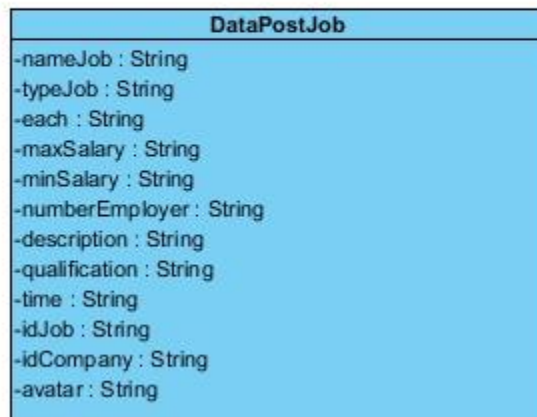 DataPostJob
-nameJob : String
-typeJob : String
-each : String
-maxSalary : String
-minSalary : String
-numberEmployer : String
-description : String
-qualification : String
-time : String
-idJob : String
-idCompany : String
-avatar : String